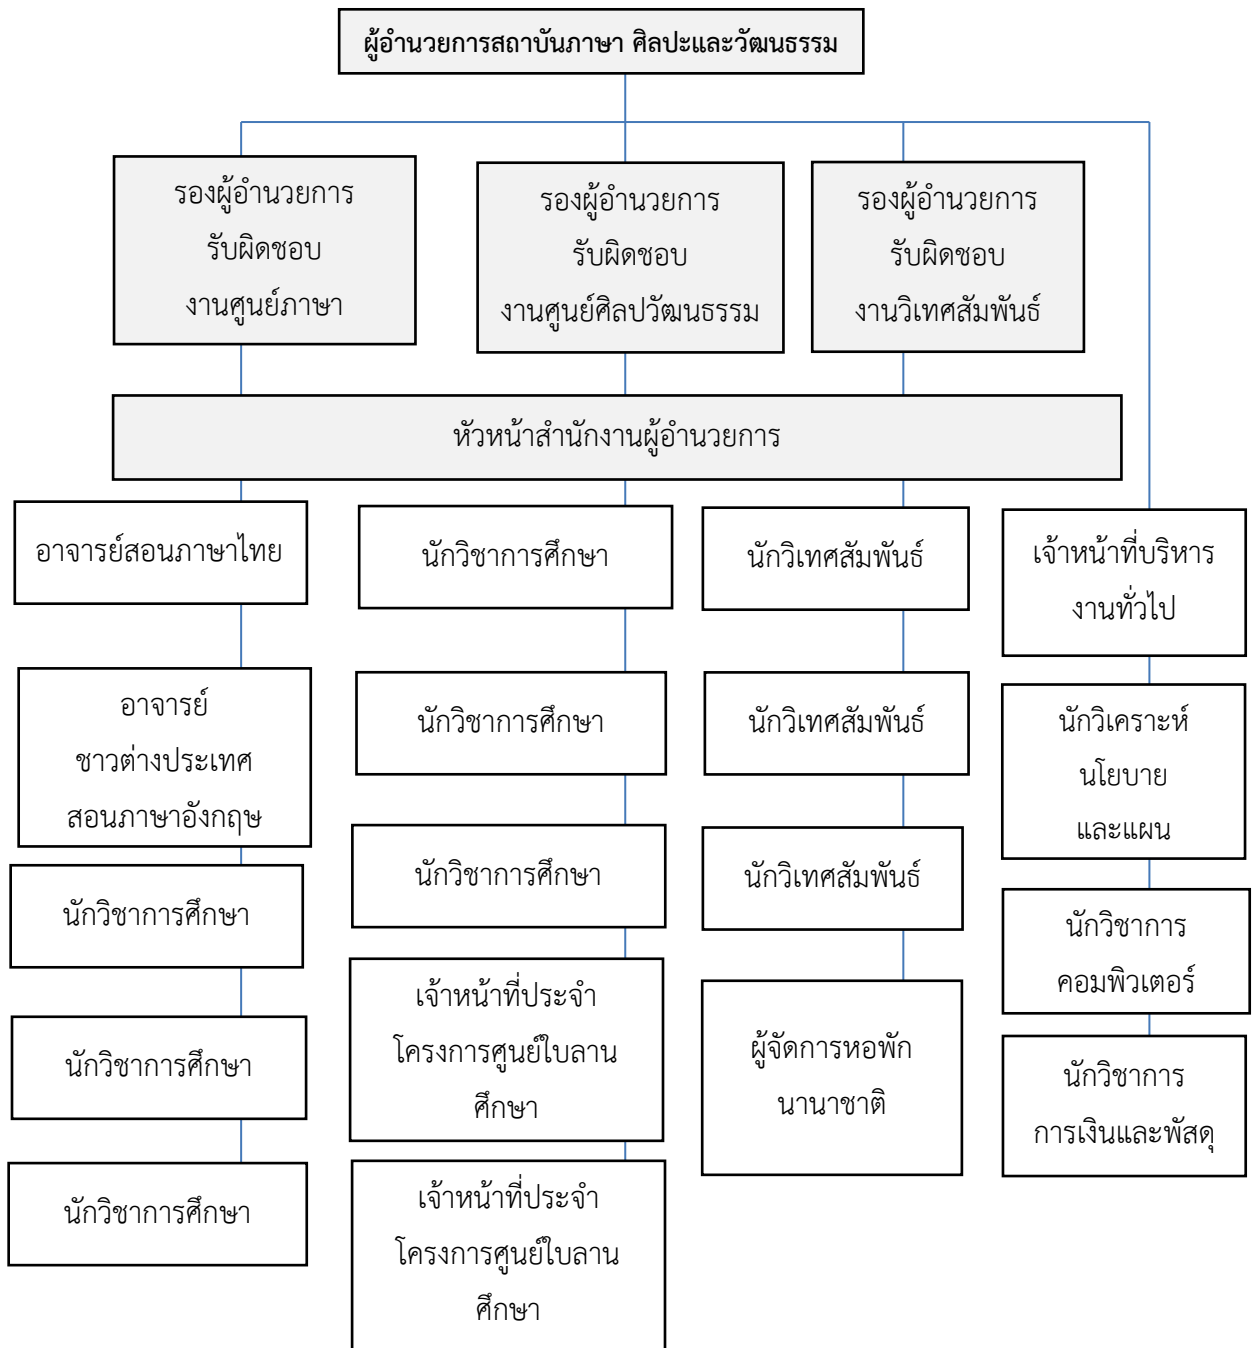 ผู้อำนวยการสถาบันภาษา ศิลปะและวัฒนธรรม
รองผู้อำนวยการ
รับผิดชอบ
งานศูนย์ภาษา
รองผู้อำนวยการ
รับผิดชอบ
งานศูนย์ศิลปวัฒนธรรม
รองผู้อำนวยการ
รับผิดชอบ
งานวิเทศสัมพันธ์
หัวหน้าสำนักงานผู้อำนวยการ
อาจารย์สอนภาษาไทย
อาจารย์
ชาวต่างประเทศ
สอนภาษาอังกฤษ
นักวิชาการศึกษา
นักวิชาการศึกษา
นักวิชาการศึกษา
นักวิชาการศึกษา
นักวิชาการศึกษา
นักวิชาการศึกษา
เจ้าหน้าที่ประจำ
โครงการศูนย์ใบลาน
ศึกษา
เจ้าหน้าที่ประจำ
โครงการศูนย์ใบลาน
ศึกษา
นักวิเทศสัมพันธ์
นักวิเทศสัมพันธ์
นักวิเทศสัมพันธ์
ผู้จัดการหอพัก
นานาชาติ
เจ้าหน้าที่บริหาร
งานทั่วไป
นักวิเคราะห์
นโยบาย
และแผน
นักวิชาการ
คอมพิวเตอร์
นักวิชาการ
การเงินและพัสดุ